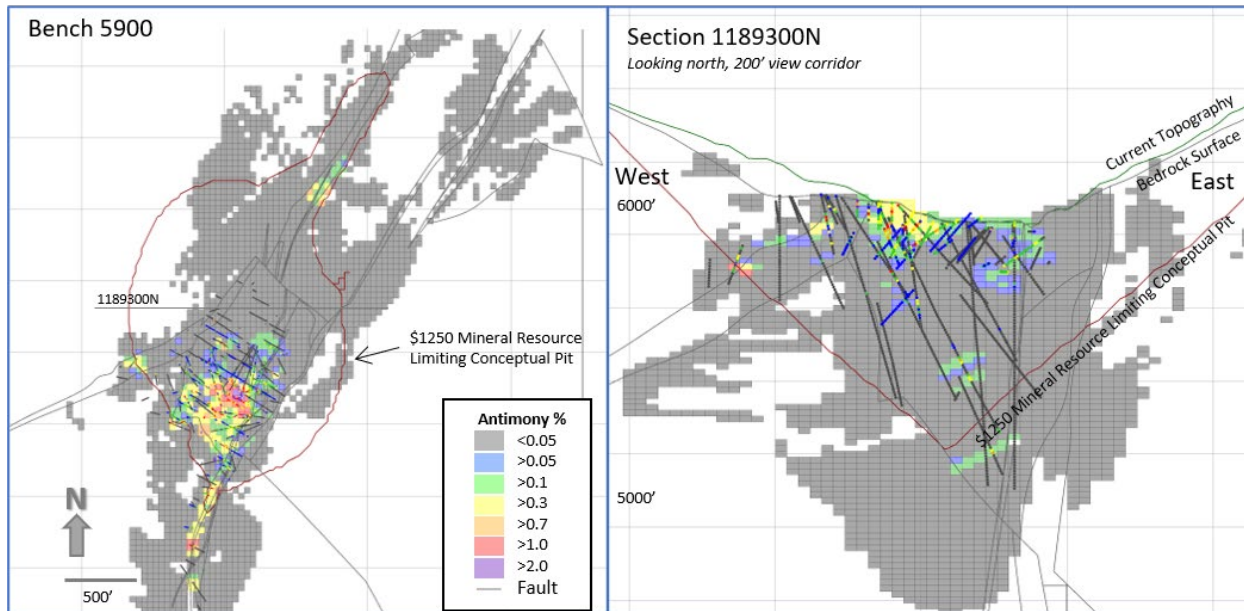 Bench 5900
1189300N
$1250 Mineral Resource
Limiting Conceptual Pit
N
500'
Antimony %
<0.05
>0.05
>0.1
>0.3
>0.7
>1.0
>2.0
Fault
Section 1189300N
Looking north, 200' view corridor
Current Topography
Bedrock Surface
West
East
6000'
$1250 Mineral Resource Limiting Conceptual Pit
5000'